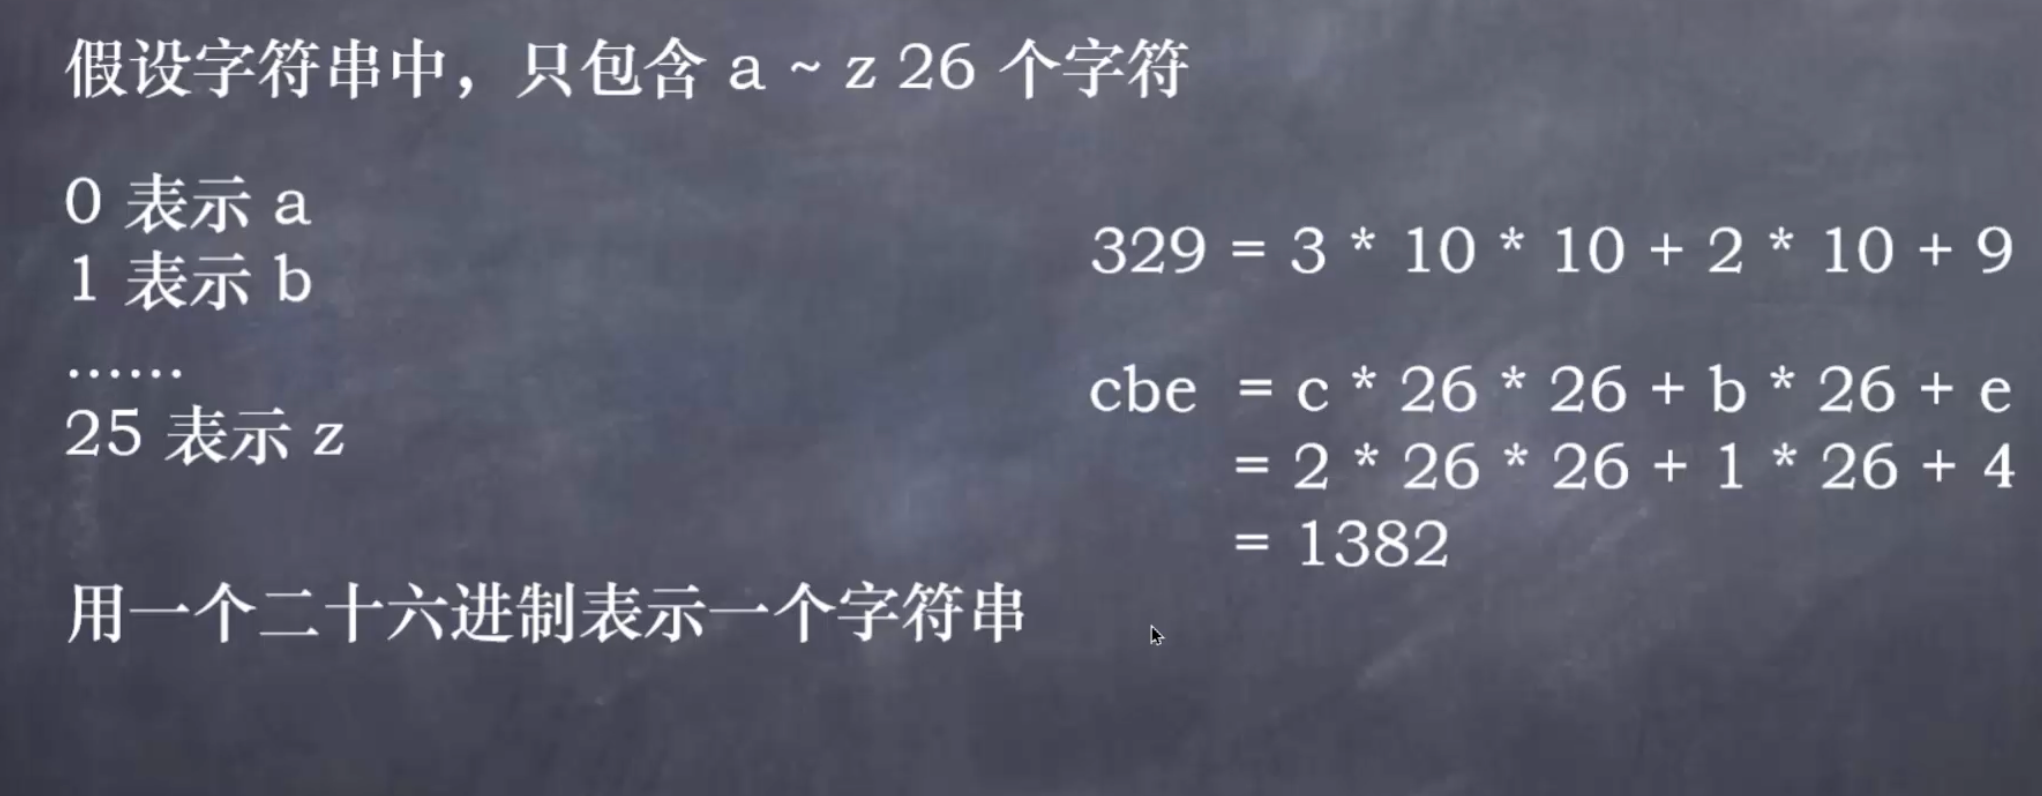 假设字符串中，只包含 a ~ z 26 个字符
0 表示 a
1 表示 b
......
25 表示 z
用一个二十六进制表示一个字符串
329 = 3 * 10 * 10 + 2 * 10 + 9
cbe = c * 26 * 26 + b * 26 + e
= 2 * 26 * 26 + 1 * 26 + 4
= 1382